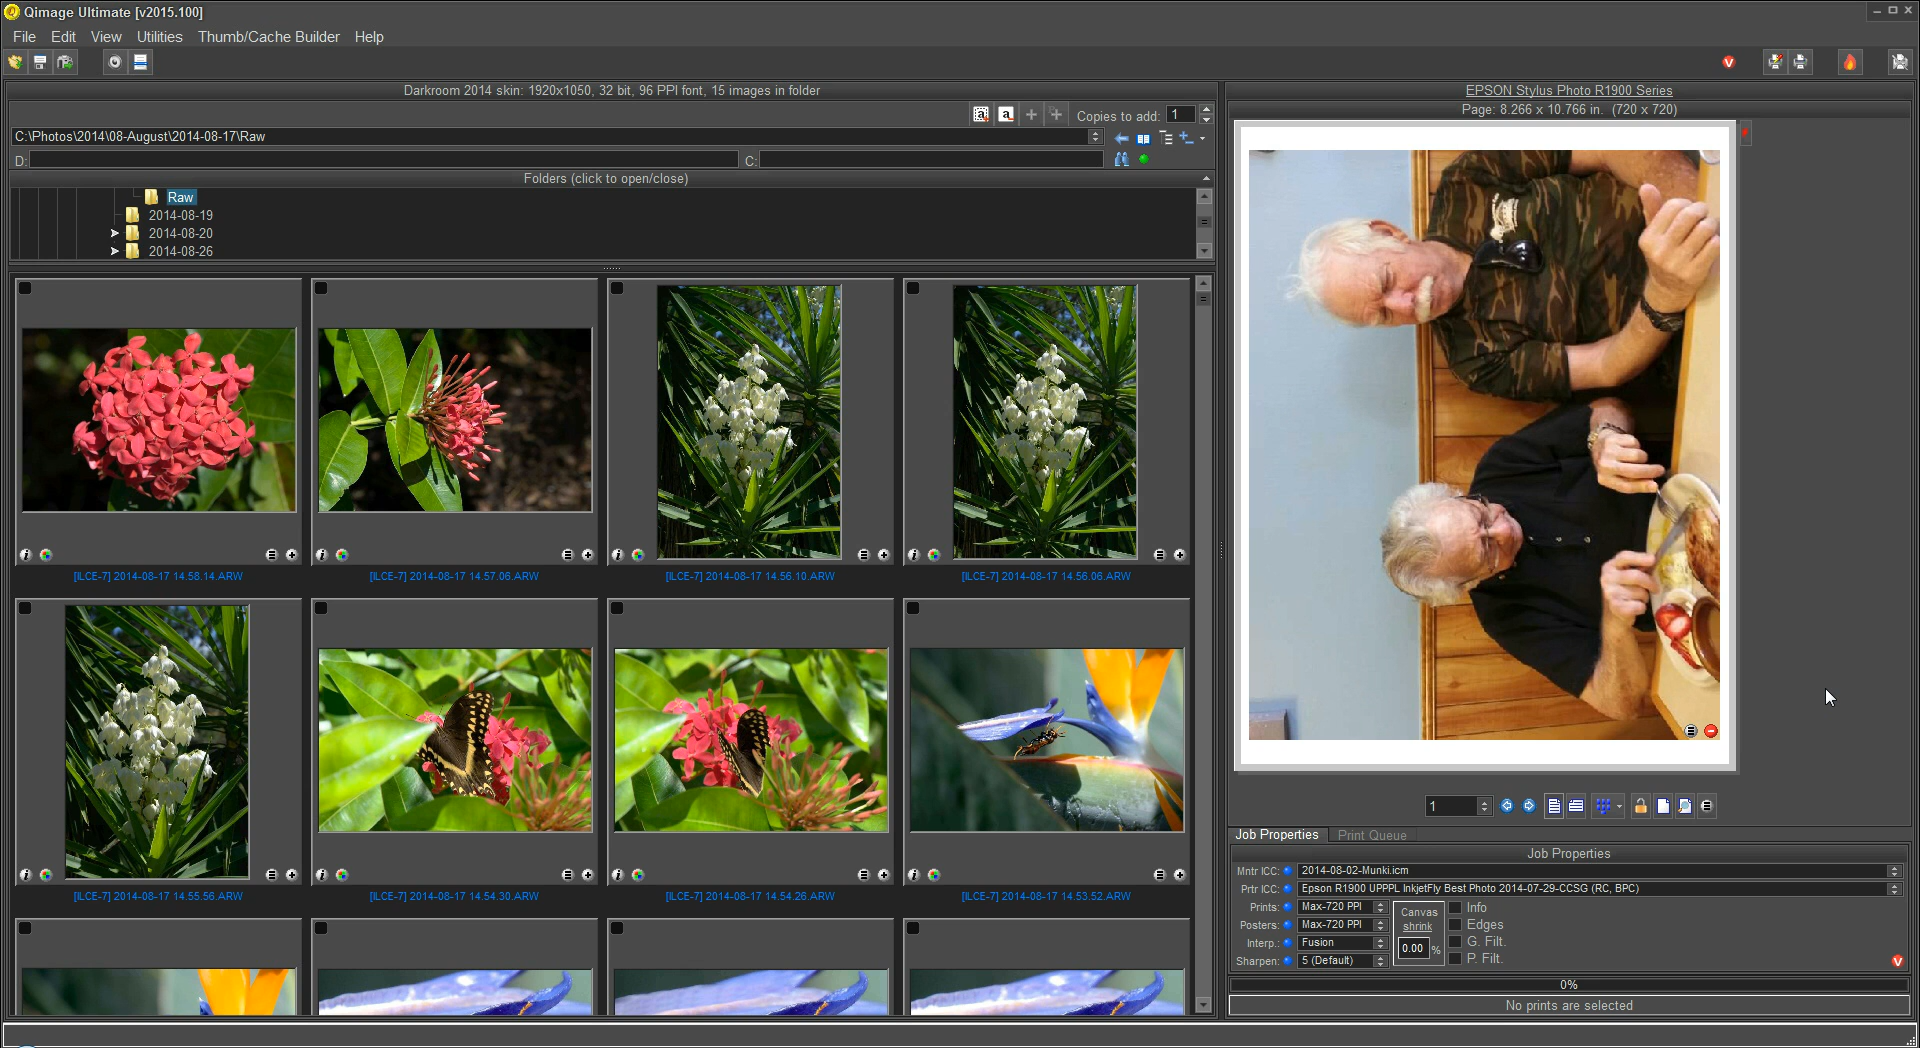 Qimage Ultimate [v2015.100]
File Edit View Utilities Thumb/Cache Builder Help
Darkroom 2014 skin: 1920x1050, 32 bit, 96 PPI font, 15 images in folder
a a Copies to add: 1
C:\Photos\2014\08-August\2014-08-17\Raw
D: C:
Folders (click to open/close)
Raw
2014-08-19
2014-08-20
2014-08-26
[ILCE-7] 2014-08-17 14.58.14.ARW
[ILCE-7] 2014-08-17 14.57.06.ARW
[ILCE-7] 2014-08-17 14.56.10.ARW
[ILCE-7] 2014-08-17 14.56.06.ARW
[ILCE-7] 2014-08-17 14.55.56.ARW
[ILCE-7] 2014-08-17 14.54.30.ARW
[ILCE-7] 2014-08-17 14.54.26.ARW
[ILCE-7] 2014-08-17 14.53.52.ARW
EPSON Stylus Photo R1900 Series
Page: 8.266 x 10.766 in. (720 x 720)
1
Job Properties Print Queue
Job Properties
Mntr ICC: 2014-08-02-Munki.icm
Prtr ICC: Epson R1900 UPPPL InkjetFly Best Photo 2014-07-29-CCSG (RC, BPC)
Prints: Max-720 PPI
Posters: Max-720 PPI
Interp.: Fusion
Sharpen: 5 (Default)
Canvas
shrink
0.00 %
Info
Edges
G. Filt.
P. Filt.
0%
No prints are selected